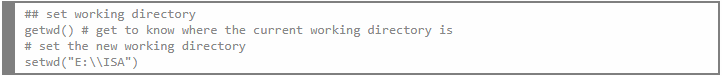 ## set working directory
getwd() # get to know where the current working directory is
# set the new working directory
setwd("E:\\ISA")